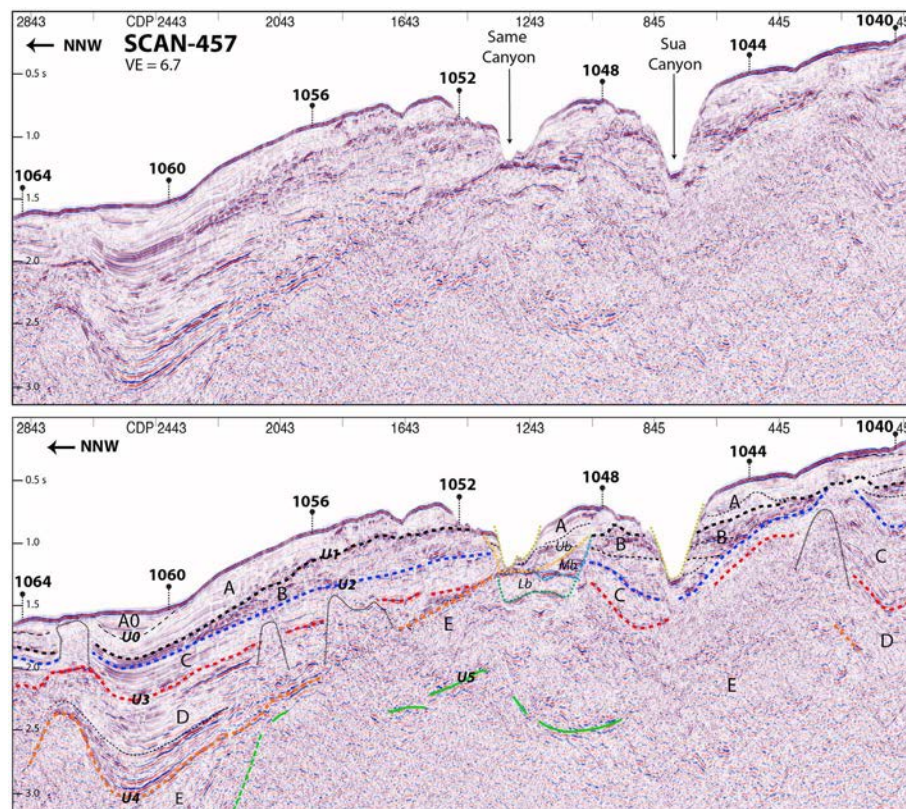 2843 CDP 2443 2043 1643 1243 845 445 45
NNW SCAN-457
VE = 6.7
Same
Canyon
Sua
Canyon
1040
1044
1048
1052
1056
1060
1064
0.5 s
1.0
1.5
2.0
2.5
3.0
2843 CDP 2443 2043 1643 1243 845 445 45
NNW
1040
1044
1048
1052
1056
1060
1064
0.5 s
1.0
1.5
2.0
2.5
3.0
A A
U1 A Ub B B
B U2 Mb
A0 Lb C C
U0 C E
U3 D E D
U5
U4 E